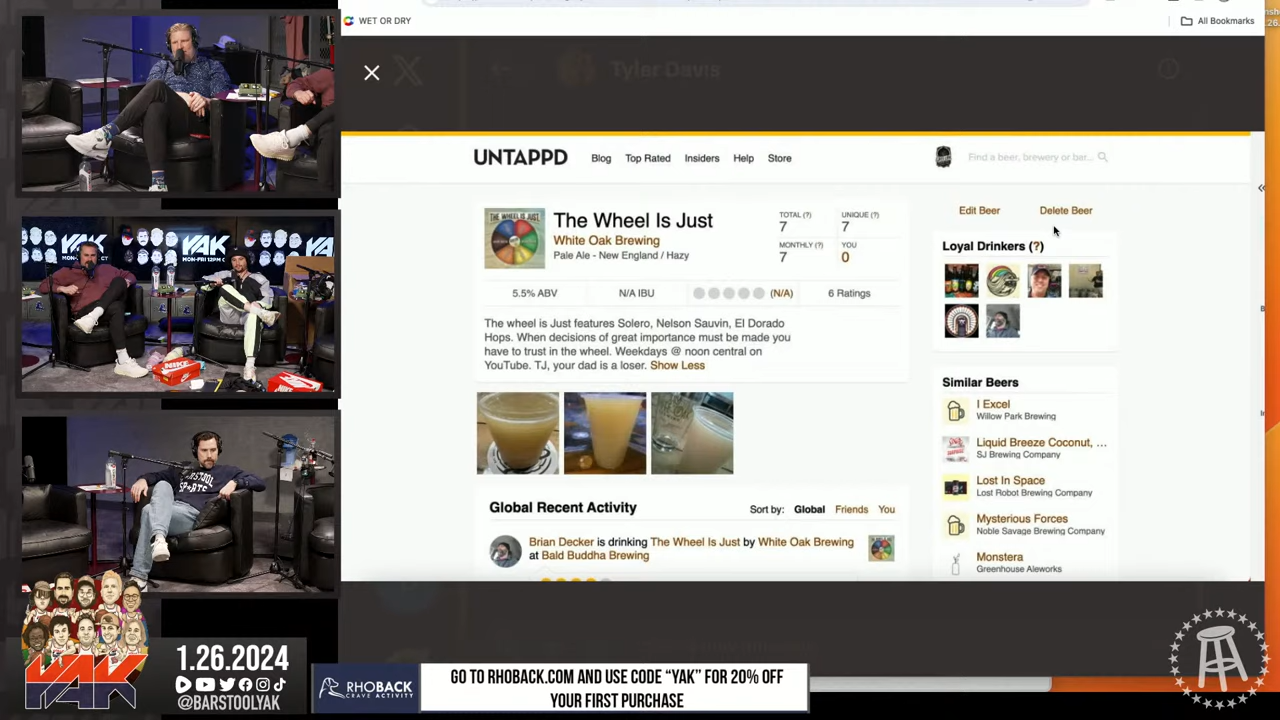 WET OR DRY
All Bookmarks
Tyler Davis
UNTAPPD
Blog Top Rated Insiders Help Store
Find a beer, brewery or bar...
The Wheel Is Just
White Oak Brewing
Pale Ale - New England / Hazy
TOTAL (?)
7
UNIQUE (?)
7
MONTHLY (?)
7
YOU
0
5.5% ABV N/A IBU (N/A) 6 Ratings
The wheel is Just features Solero, Nelson Sauvin, El Dorado
Hops. When decisions of great importance must be made you
have to trust in the wheel. Weekdays @ noon central on
YouTube. TJ, your dad is a loser. Show Less
Global Recent Activity
Sort by: Global Friends You
Brian Decker is drinking The Wheel Is Just by White Oak Brewing
at Bald Buddha Brewing
Edit Beer Delete Beer
Loyal Drinkers (?)
Similar Beers
I Excel
Willow Park Brewing
Liquid Breeze Coconut, ...
SJ Brewing Company
Lost In Space
Lost Robot Brewing Company
Mysterious Forces
Noble Savage Brewing Company
Monstera
Greenhouse Aleworks
YAK
YAK
1.26.2024
@BARSTOOLYAK
RHOBACK
CRAVE ACTIVITY
GO TO RHOBACK.COM AND USE CODE “YAK” FOR 20% OFF
YOUR FIRST PURCHASE